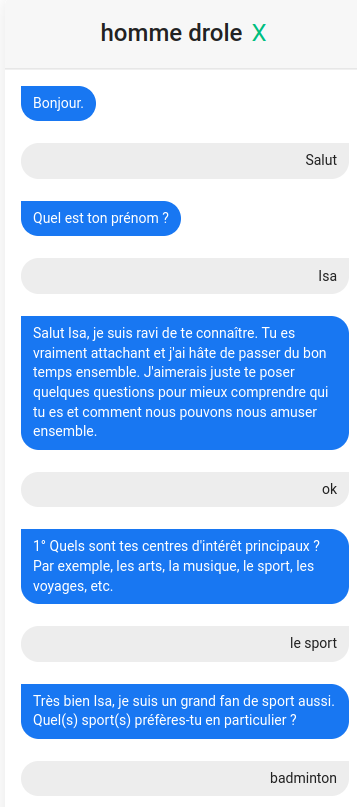 homme drole X
Bonjour.
Salut
Quel est ton prénom ?
Isa
Salut Isa, je suis ravi de te connaître. Tu es
vraiment attachant et j'ai hâte de passer du bon
temps ensemble. J'aimerais juste te poser
quelques questions pour mieux comprendre qui
tu es et comment nous pouvons nous amuser
ensemble.
ok
1° Quels sont tes centres d'intérêt principaux ?
Par exemple, les arts, la musique, le sport, les
voyages, etc.
le sport
Très bien Isa, je suis un grand fan de sport aussi.
Quel(s) sport(s) préfères-tu en particulier ?
badminton